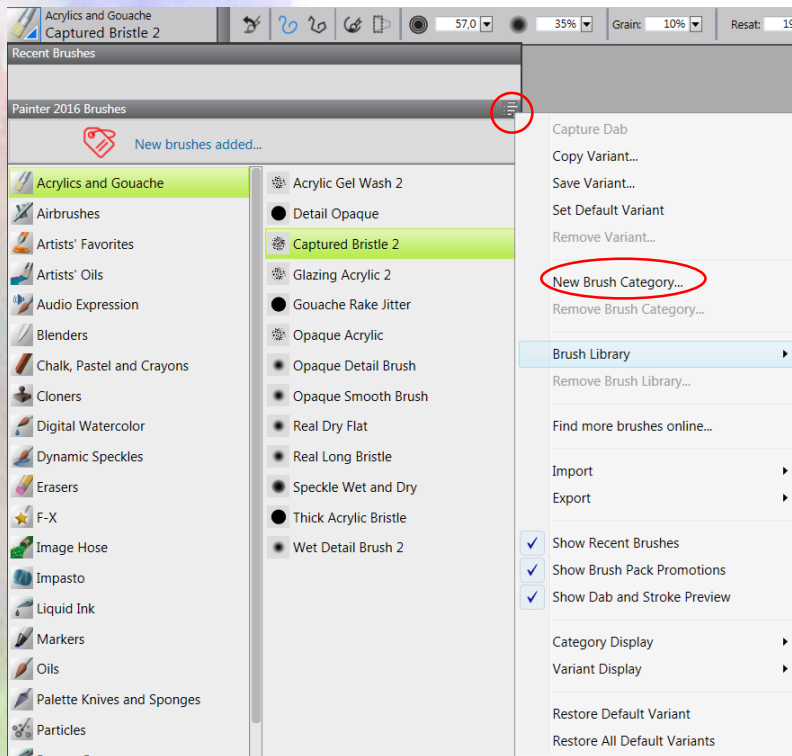 Acrylics and Gouache
Captured Bristle 2
57,0
35%
Grain: 10%
Resat: 19
Recent Brushes
Painter 2016 Brushes
New brushes added...
Acrylics and Gouache
Airbrushes
Artists' Favorites
Artists' Oils
Audio Expression
Blenders
Chalk, Pastel and Crayons
Cloners
Digital Watercolor
Dynamic Speckles
Erasers
F-X
Image Hose
Impasto
Liquid Ink
Markers
Oils
Palette Knives and Sponges
Particles
Acrylic Gel Wash 2
Detail Opaque
Captured Bristle 2
Glazing Acrylic 2
Gouache Rake Jitter
Opaque Acrylic
Opaque Detail Brush
Opaque Smooth Brush
Real Dry Flat
Real Long Bristle
Speckle Wet and Dry
Thick Acrylic Bristle
Wet Detail Brush 2
Capture Dab
Copy Variant...
Save Variant...
Set Default Variant
Remove Variant...
New Brush Category...
Remove Brush Category...
Brush Library
Remove Brush Library...
Find more brushes online...
Import
Export
Show Recent Brushes
Show Brush Pack Promotions
Show Dab and Stroke Preview
Category Display
Variant Display
Restore Default Variant
Restore All Default Variants